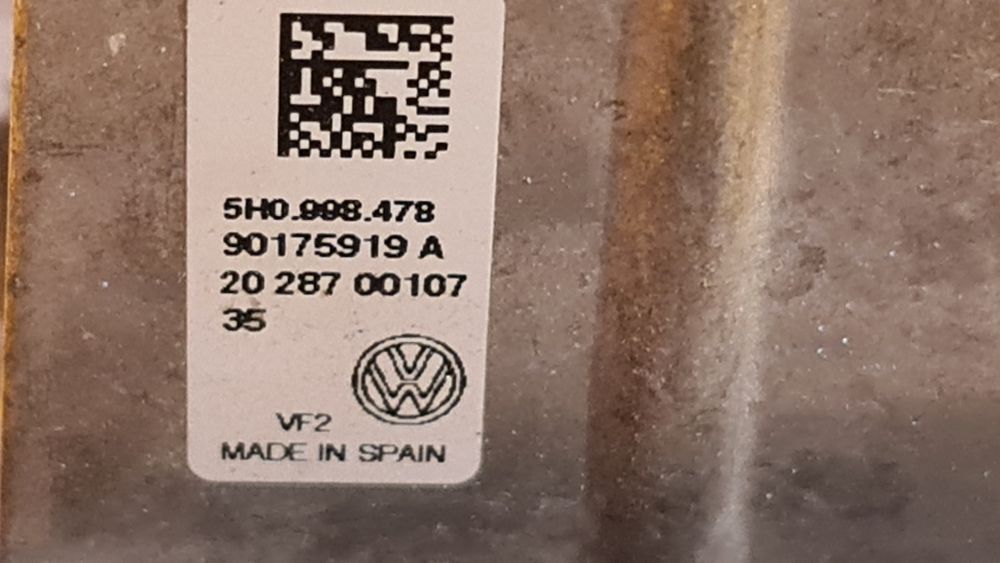 5H0.998.478
90175919 A
20 287 00107
35
VF2
MADE IN SPAIN